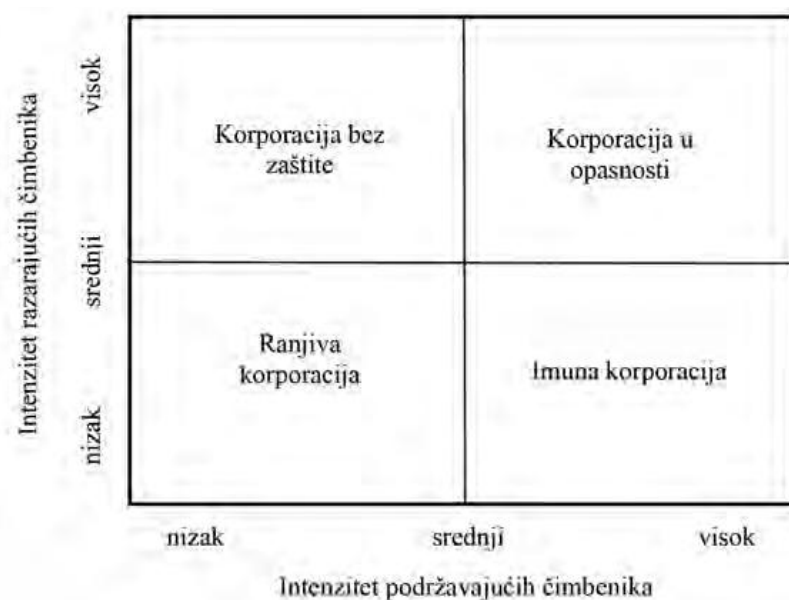 Intenzitet razarajućih čimbenika
visok
srednji
nizak
Korporacija bez
zaštite
Korporacija u
opasnosti
Ranjiva
korporacija
Imuna korporacija
nizak
srednji
visok
Intenzitet podržavajućih čimbenika